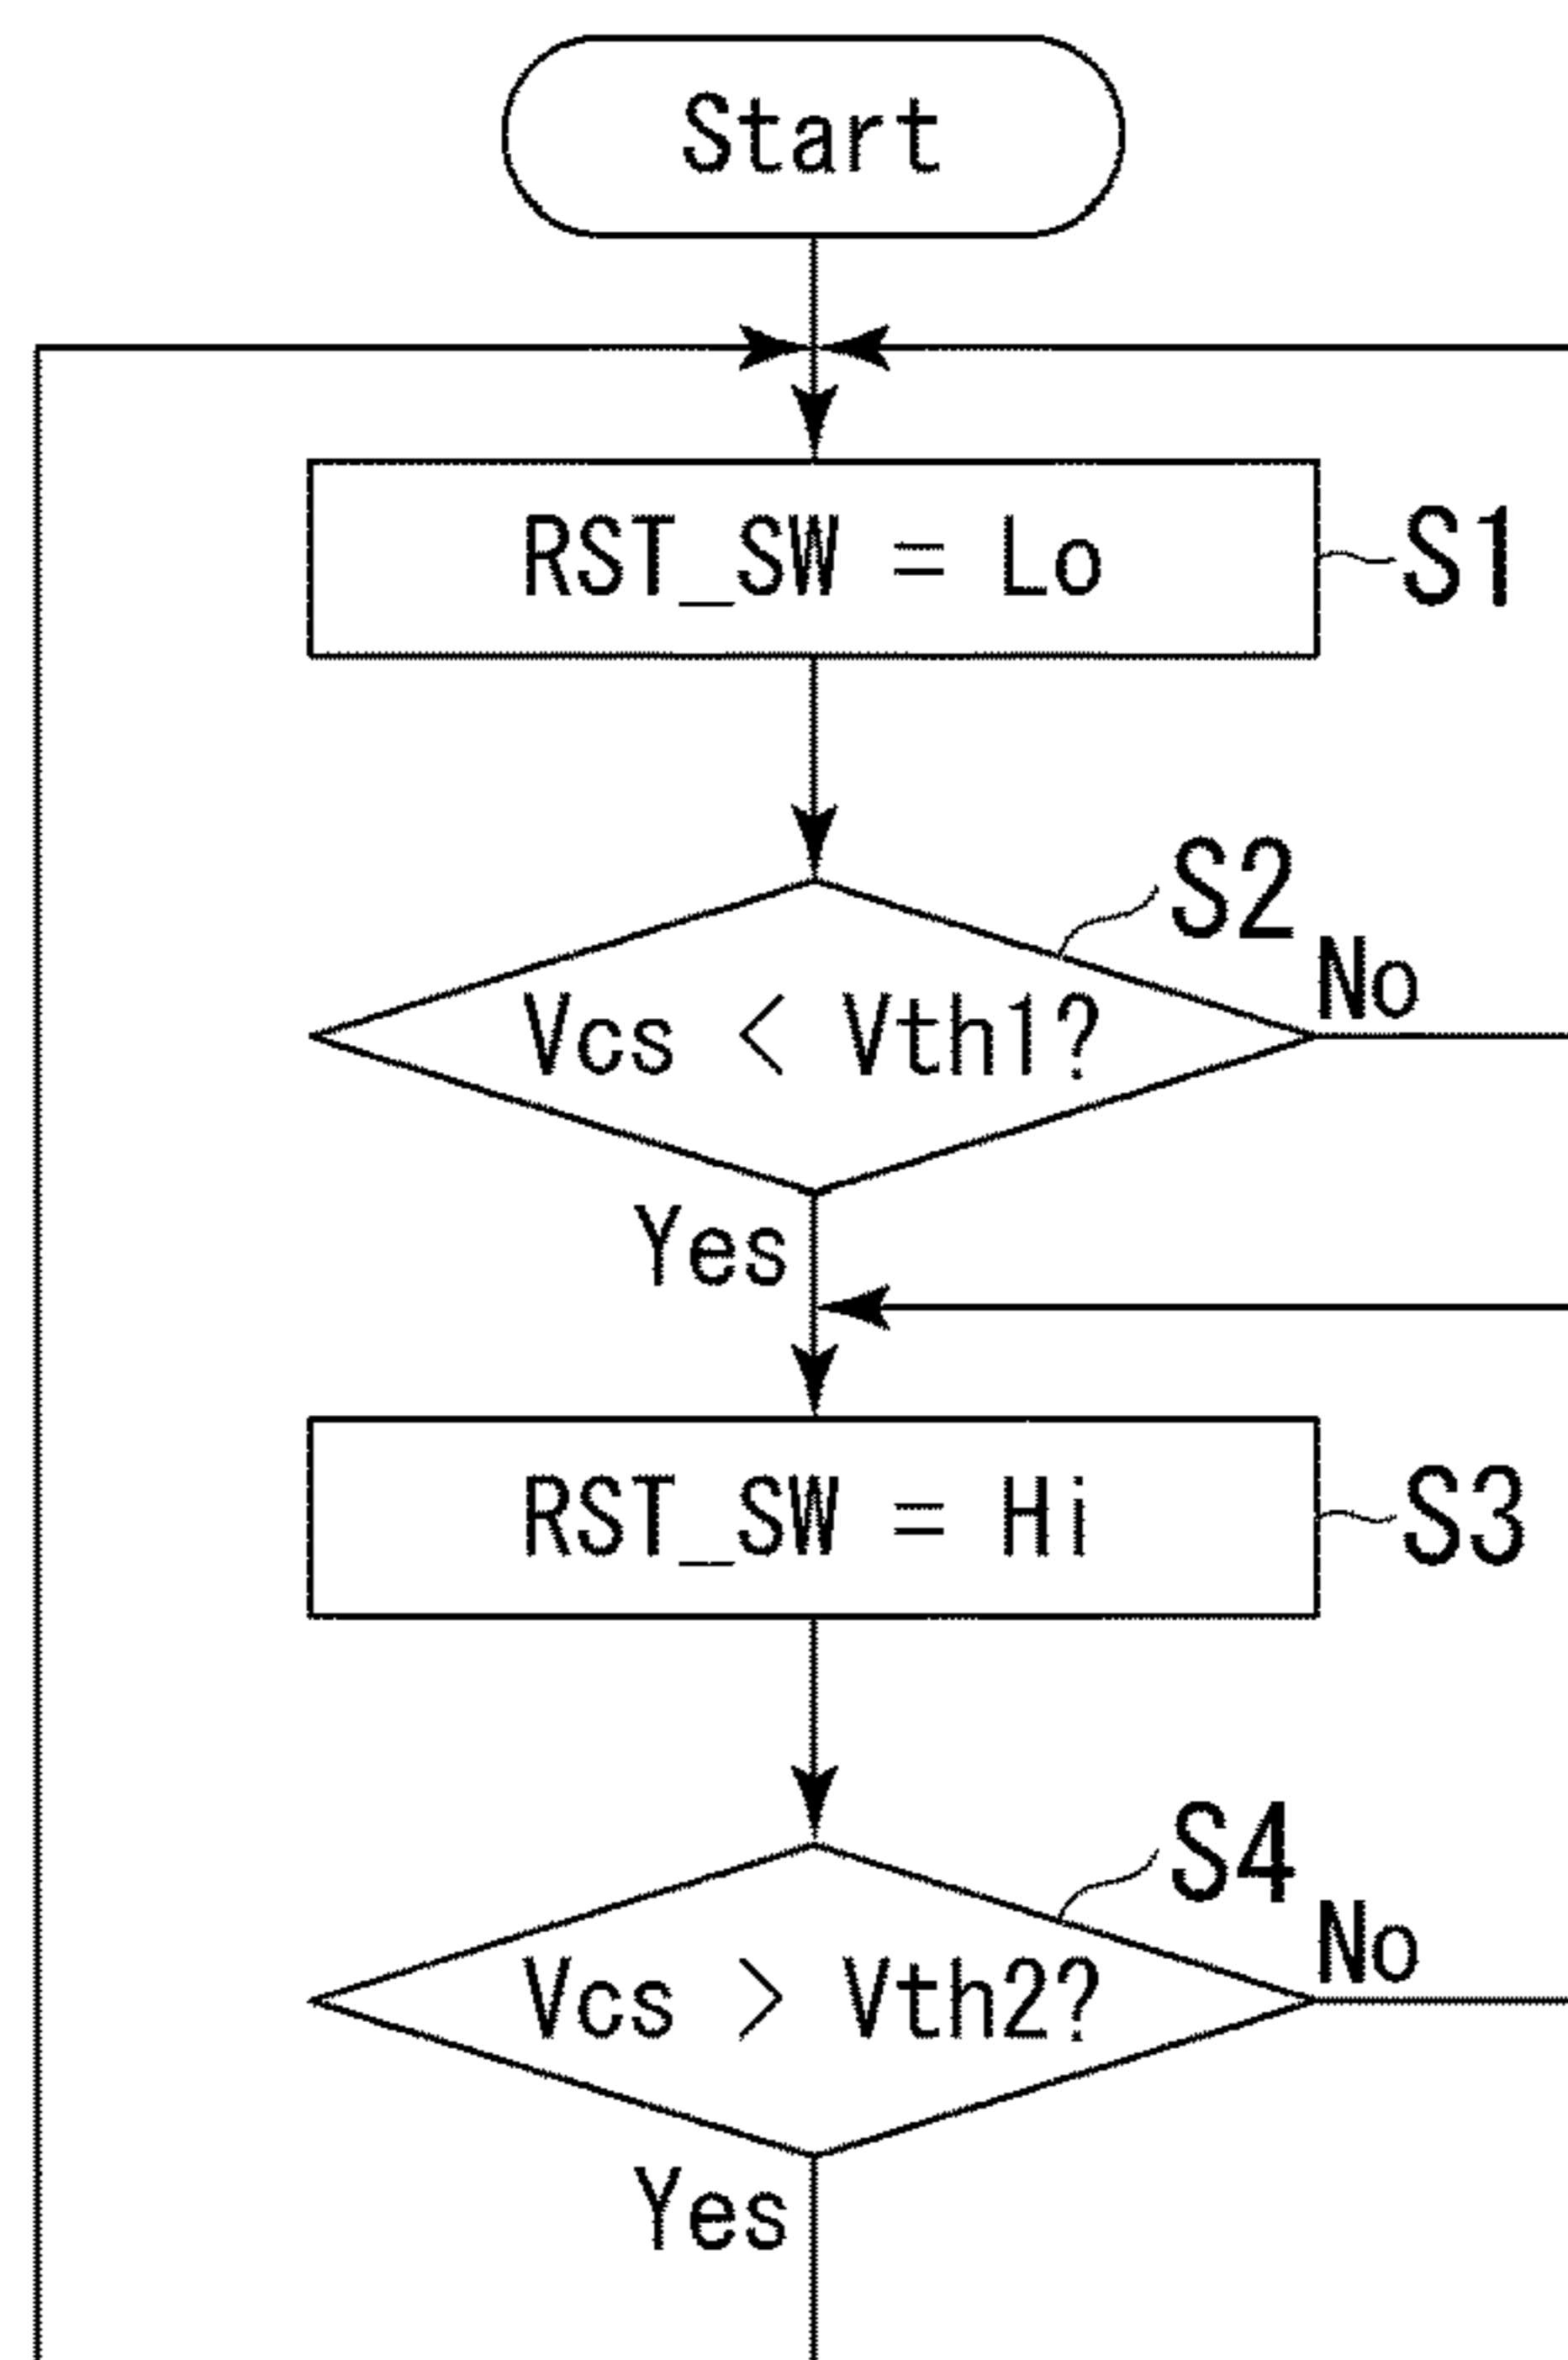 Start
RST_SW = Lo
S1
S2
No
Vcs < Vth1?
Yes
RST_SW = Hi
S3
S4
No
Vcs > Vth2?
Yes